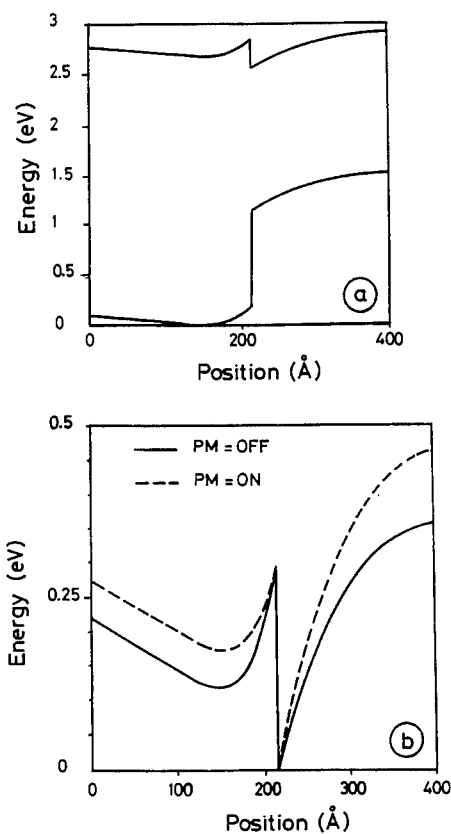 3
2.5
2
1.5
1
0.5
0
Energy (eV)
a
0
200
400
Position (Å)
0.5
0.25
0
Energy (eV)
PM = OFF
PM = ON
b
0
100
200
300
400
Position (Å)